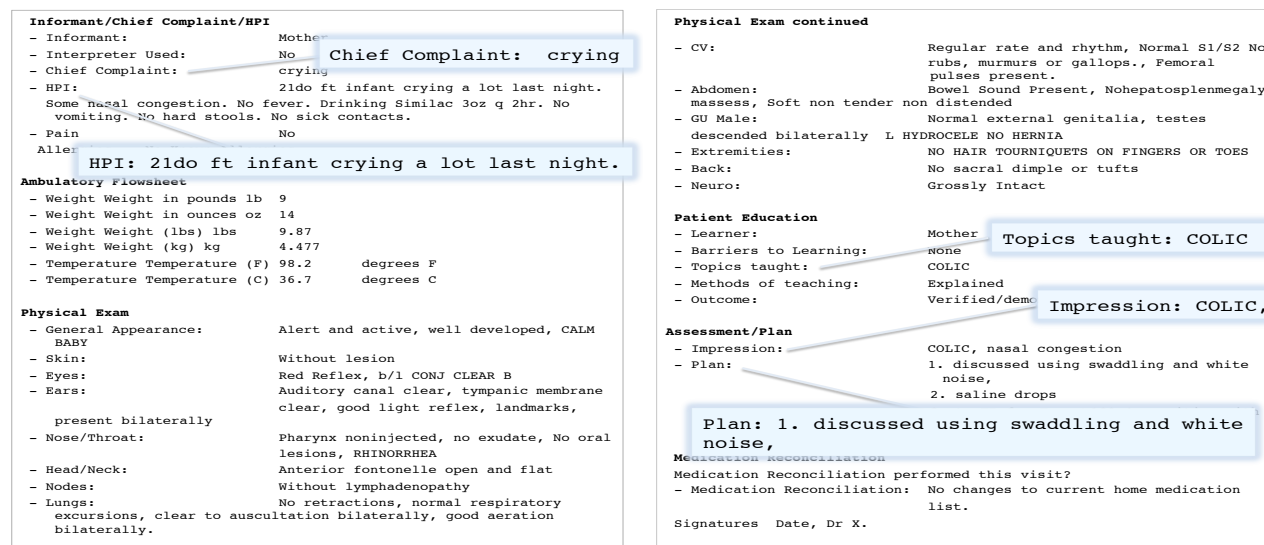 Informant/Chief Complaint/HPI
- Informant: Mother
- Interpreter Used: No
Chief Complaint: crying
- Chief Complaint: crying
- HPI: 21do ft infant crying a lot last night.
Some nasal congestion. No fever. Drinking Similac 3oz q 2hr. No
vomiting. No hard stools. No sick contacts.
- Pain No
HPI: 21do ft infant crying a lot last night.
Ambulatory Flowsheet
- Weight Weight in pounds lb 9
- Weight Weight in ounces oz 14
- Weight Weight (lbs) lbs 9.87
- Weight Weight (kg) kg 4.477
- Temperature Temperature (F) 98.2 degrees F
- Temperature Temperature (C) 36.7 degrees C
Physical Exam
- General Appearance: Alert and active, well developed, CALM
BABY
- Skin: Without lesion
- Eyes: Red Reflex, b/l CONJ CLEAR B
- Ears: Auditory canal clear, tympanic membrane
clear, good light reflex, landmarks,
present bilaterally
- Nose/Throat: Pharynx noninjected, no exudate, No oral
lesions, RHINORRHEA
- Head/Neck: Anterior fontonelle open and flat
- Nodes: Without lymphadenopathy
- Lungs: No retractions, normal respiratory
excursions, clear to auscultation bilaterally, good aeration
bilaterally.
Physical Exam continued
- CV: Regular rate and rhythm, Normal S1/S2 No
rubs, murmurs or gallops., Femoral
pulses present.
- Abdomen: Bowel Sound Present, Nohepatosplenmegaly
massess, Soft non tender non distended
- GU Male: Normal external genitalia, testes
descended bilaterally L HYDROCELE NO HERNIA
- Extremities: NO HAIR TOURNIQUETS ON FINGERS OR TOES
- Back: No sacral dimple or tufts
- Neuro: Grossly Intact
Patient Education
- Learner: Mother
- Barriers to Learning: None
Topics taught: COLIC
- Topics taught: COLIC
- Methods of teaching: Explained
- Outcome: Verified/demo
Impression: COLIC,
Assessment/Plan
- Impression: COLIC, nasal congestion
- Plan: 1. discussed using swaddling and white
noise,
2. saline drops
Plan: 1. discussed using swaddling and white
noise,
Medication Reconciliation
Medication Reconciliation performed this visit?
- Medication Reconciliation: No changes to current home medication
list.
Signatures Date, Dr X.